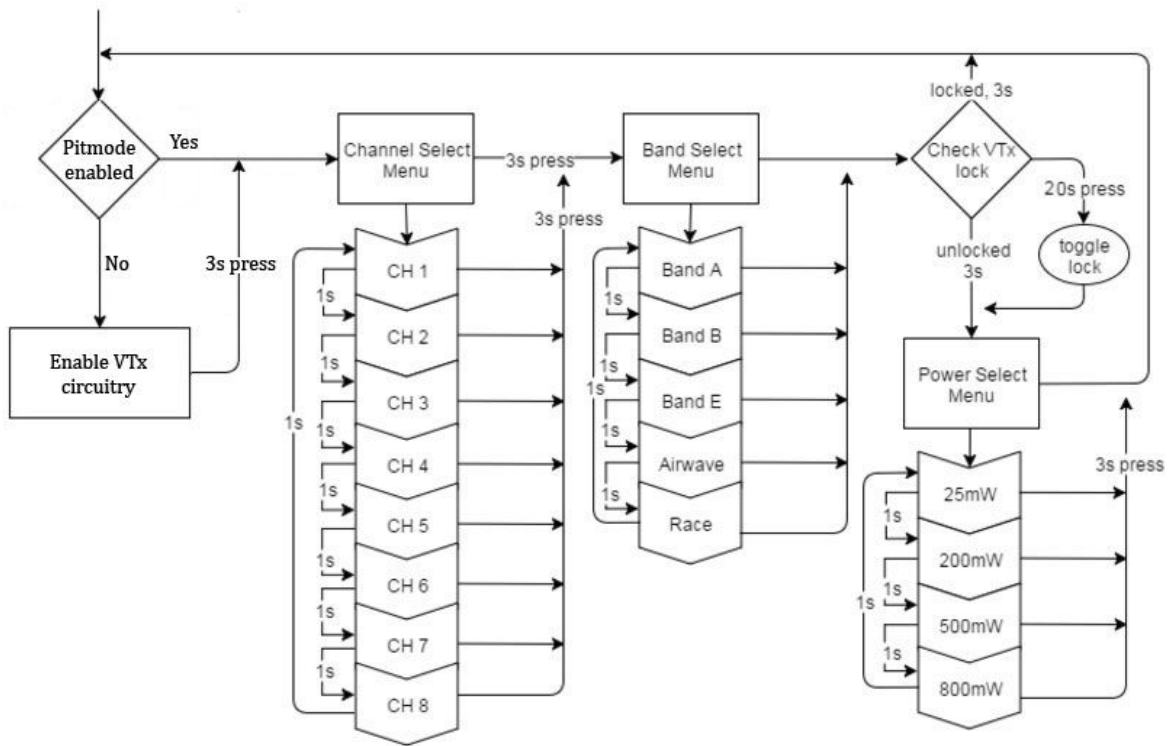 Pitmode
enabled
Yes
No
3s press
Enable VTx
circuitry
Channel Select
Menu
3s press
3s press
CH 1
CH 2
CH 3
CH 4
CH 5
CH 6
CH 7
CH 8
1s
1s
1s
1s
1s
1s
1s
1s
Band Select
Menu
Band A
Band B
Band E
Airwave
Race
1s
1s
1s
1s
1s
locked, 3s
Check VTx
lock
20s press
toggle
lock
unlocked
3s
Power Select
Menu
3s press
25mW
200mW
500mW
800mW
1s
1s
1s
1s